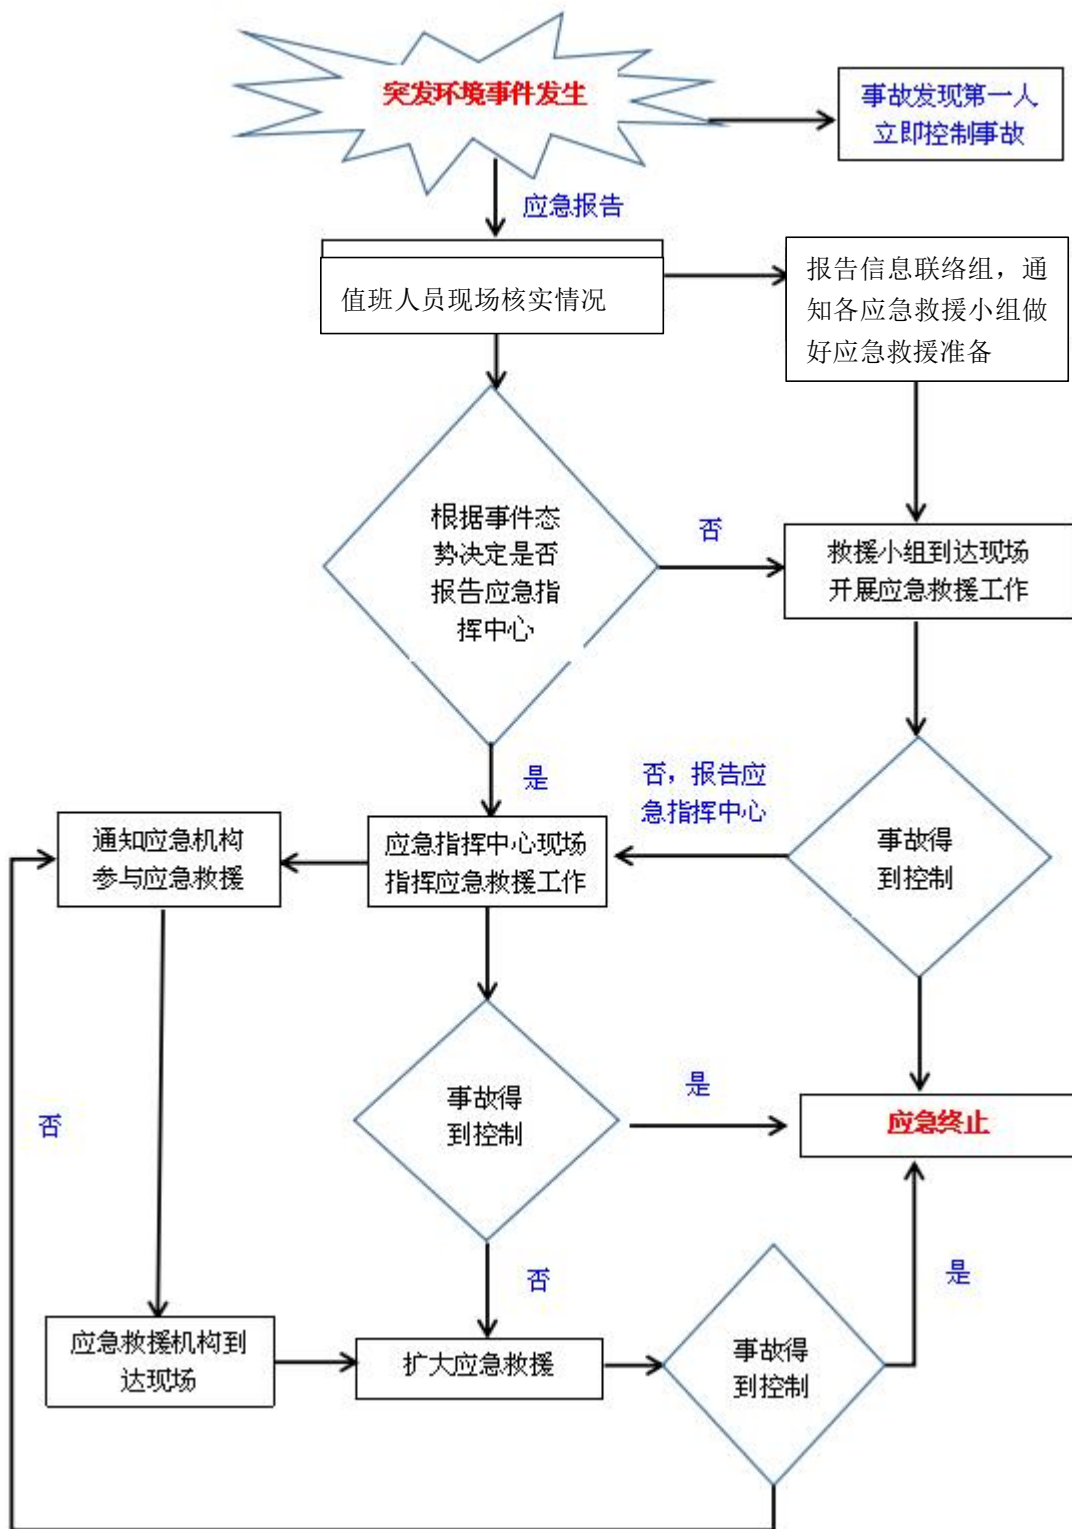 突发环境事件发生
事故发现第一人
立即控制事故
应急报告
值班人员现场核实情况
报告信息联络组，通
知各应急救援小组做
好应急救援准备
根据事件态
势决定是否
报告应急指
挥中心
否
救援小组到达现场
开展应急救援工作
是
否，报告应
急指挥中心
通知应急机构
参与应急救援
应急指挥中心现场
指挥应急救援工作
事故得
到控制
事故得
到控制
是
应急终止
否
否
是
应急救援机构到
达现场
扩大应急救援
事故得
到控制